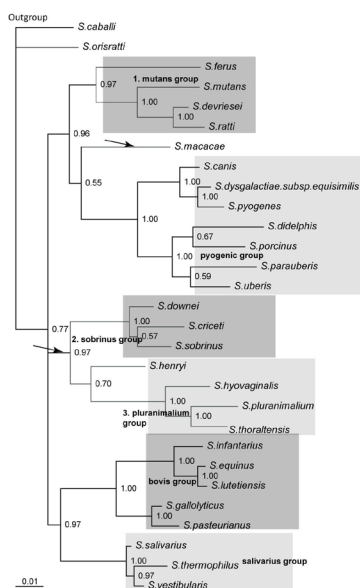 Outgroup
S.caballi
S.orisratti
S.ferus
0.97
1. mutans group
S.mutans
1.00
S.devriesei
1.00
S.ratti
0.96
S.macacae
S.canis
0.55
1.00
S.dysgalactiae.subsp.equisimilis
1.00
S.pyogenes
1.00
S.didelphis
0.67
S.porcinus
1.00
pyogenic group
S.parauberis
0.59
S.uberis
S.downei
1.00
0.77
S.criceti
2. sobrinus group
0.57
S.sobrinus
0.97
S.henryi
0.70
S.hyovaginalis
1.00
S.pluranimalium
3. pluranimalium
group
1.00
S.thoraltensis
S.infantarius
1.00
S.equinus
bovis group
1.00
S.lutetiensis
1.00
S.gallolyticus
1.00
S.pasteurianus
0.97
S.salivarius
1.00
salivarius group
S.thermophilus
0.97
S.vestibularis
0.01